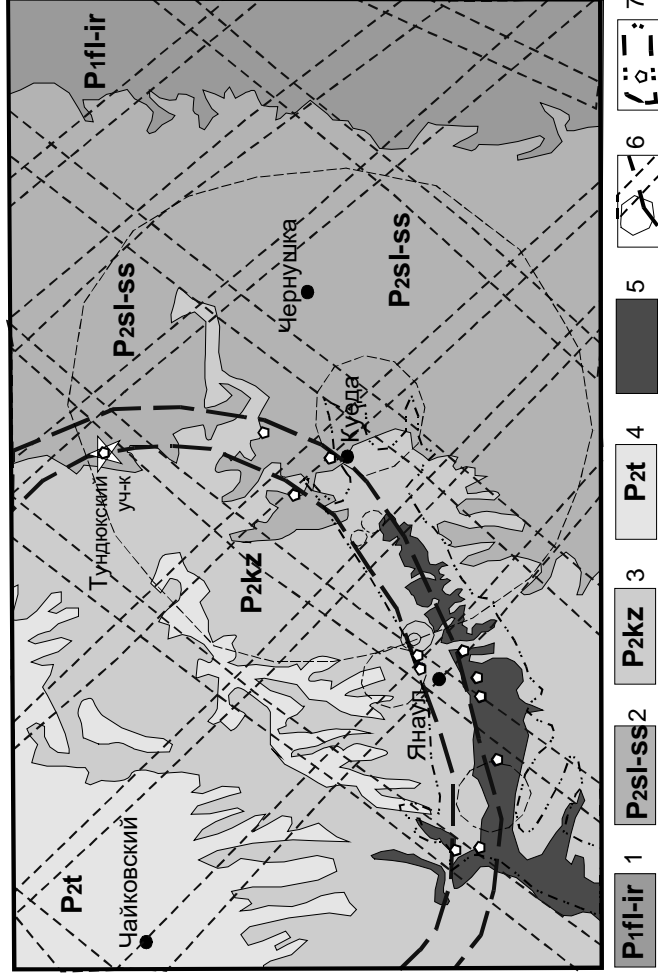 P1fl-ir
P2sl-ss
Чернушка
P2sl-ss
Куеда
Тундюкский
уч-к
P2kz
Янаул
P2t
Чайковский
P1fl-ir
1
P2sl-ss
2
P2kz
3
P2t
4
5
6
7